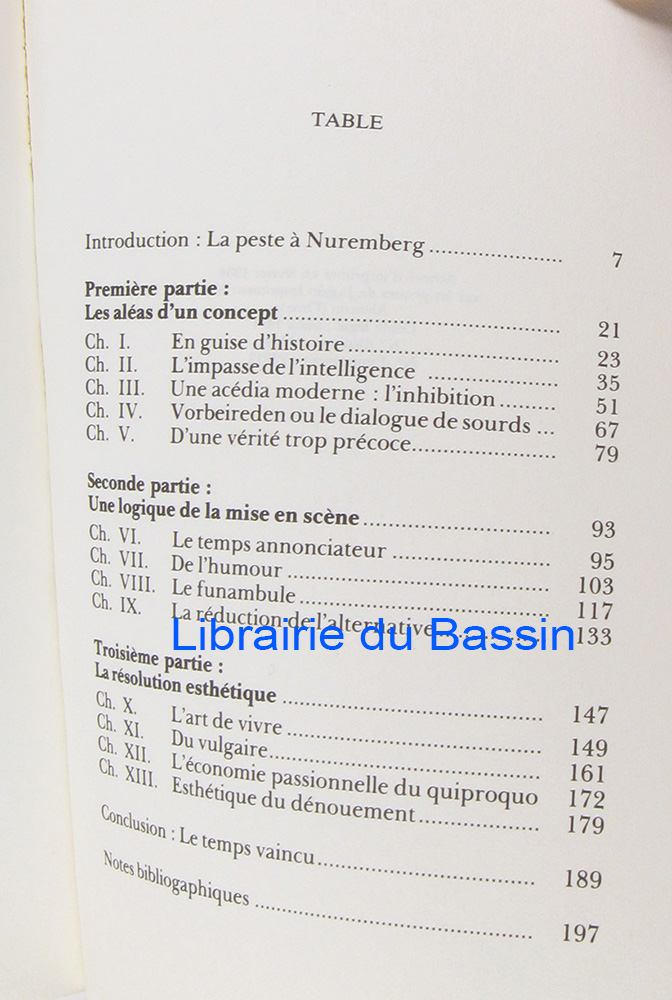 TABLE
Introduction : La peste à Nuremberg ...................... 7
Première partie :
Les aléas d'un concept .................................... 21
Ch. I. En guise d'histoire ................................ 23
Ch. II. L'impasse de l'intelligence ...................... 35
Ch. III. Une acédia moderne : l'inhibition ......... 51
Ch. IV. Vorbeireden ou le dialogue de sourds ... 67
Ch. V. D'une vérité trop précoce....................... 79
Seconde partie :
Une logique de la mise en scène ........................ 93
Ch. VI. Le temps annonciateur ........................ 95
Ch. VII. De l'humour .................................... 103
Ch. VIII. Le funambule .................................. 117
Ch. IX. La réduction de l'alternative ................ 133
Librairie du Bassin
Troisième partie :
La résolution esthétique ................................ 147
Ch. X. L'art de vivre .................................... 149
Ch. XI. Du vulgaire...................................... 161
Ch. XII. L'économie passionnelle du quiproquo 172
Ch. XIII. Esthétique du dénouement ................ 179
Conclusion : Le temps vaincu............................ 189
Notes bibliogaphiques .................................... 197